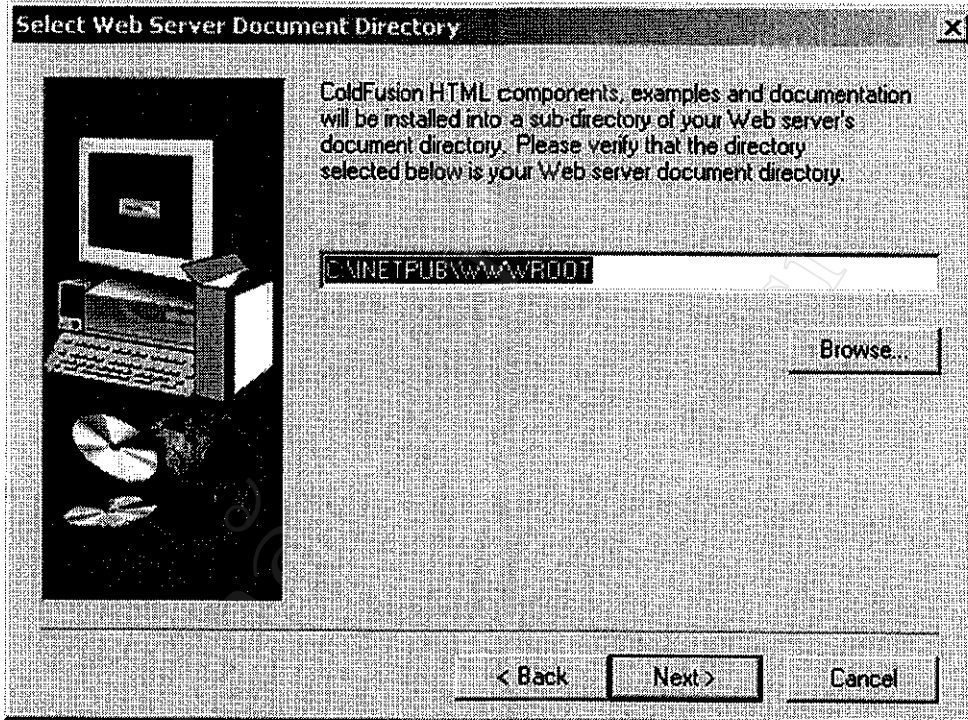 Select Web Server Document Directory
ColdFusion HTML components, examples and documentation
will be installed into a sub-directory of your Web server's
document directory. Please verify that the directory
selected below is your Web server document directory.
C:\INETPUB\WWWROOT
Browse...
< Back
Next >
Cancel